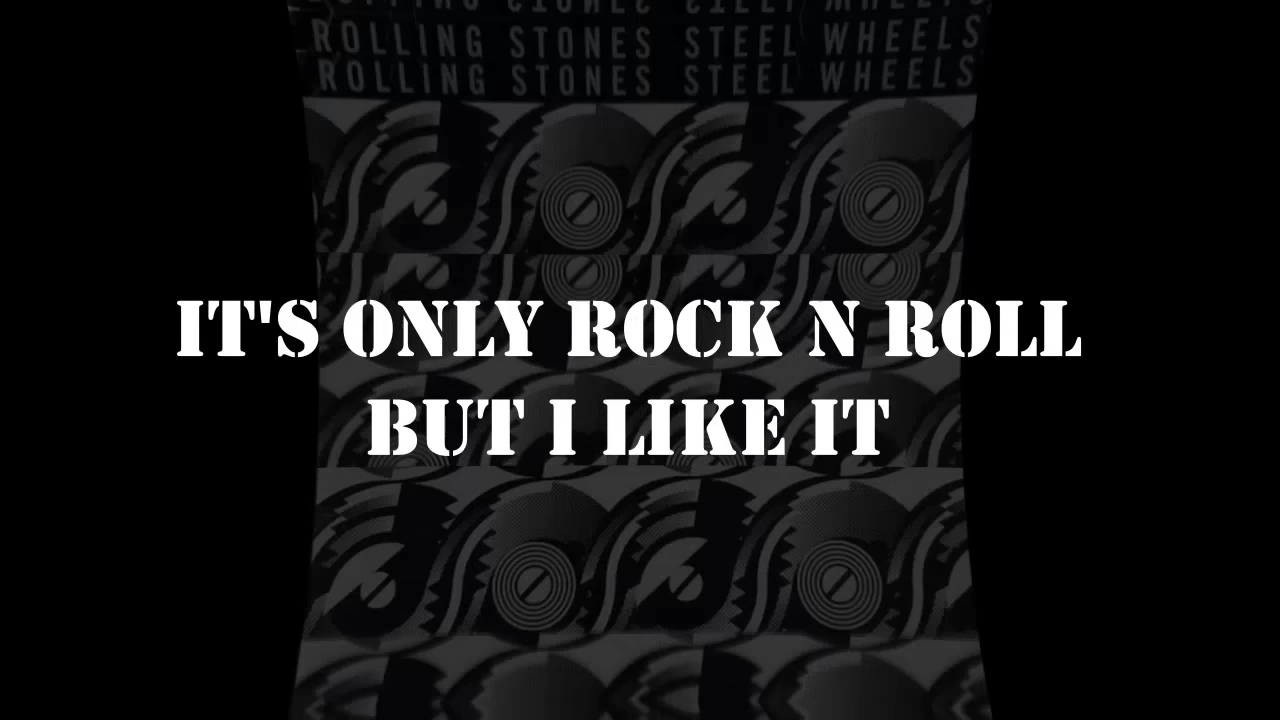 ROLLING STONES STEEL WHEELS
ROLLING STONES STEEL WHEELS
IT'S ONLY ROCK N ROLL
BUT I LIKE IT